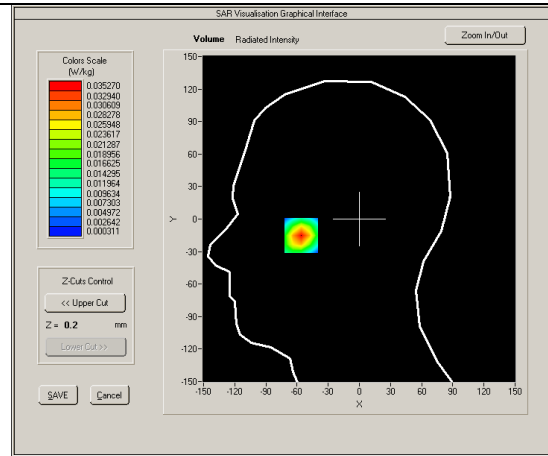 SAR Visualisation Graphical Interface
Volume Radiated Intensity
Zoom In/Out
Colors Scale
(W/kg)
0.035270
0.032940
0.030609
0.028278
0.025948
0.023617
0.021287
0.018956
0.016625
0.014295
0.011964
0.009634
0.007303
0.004972
0.002642
0.000311
Z-Cuts Control
<< Upper Cut
Z = 0.2 mm
Lower Cut >>
SAVE Cancel
150
120
90
60
30
0
-30
-60
-90
-120
-150
Y
-150 -120 -90 -60 -30 0 30 60 90 120 150
X